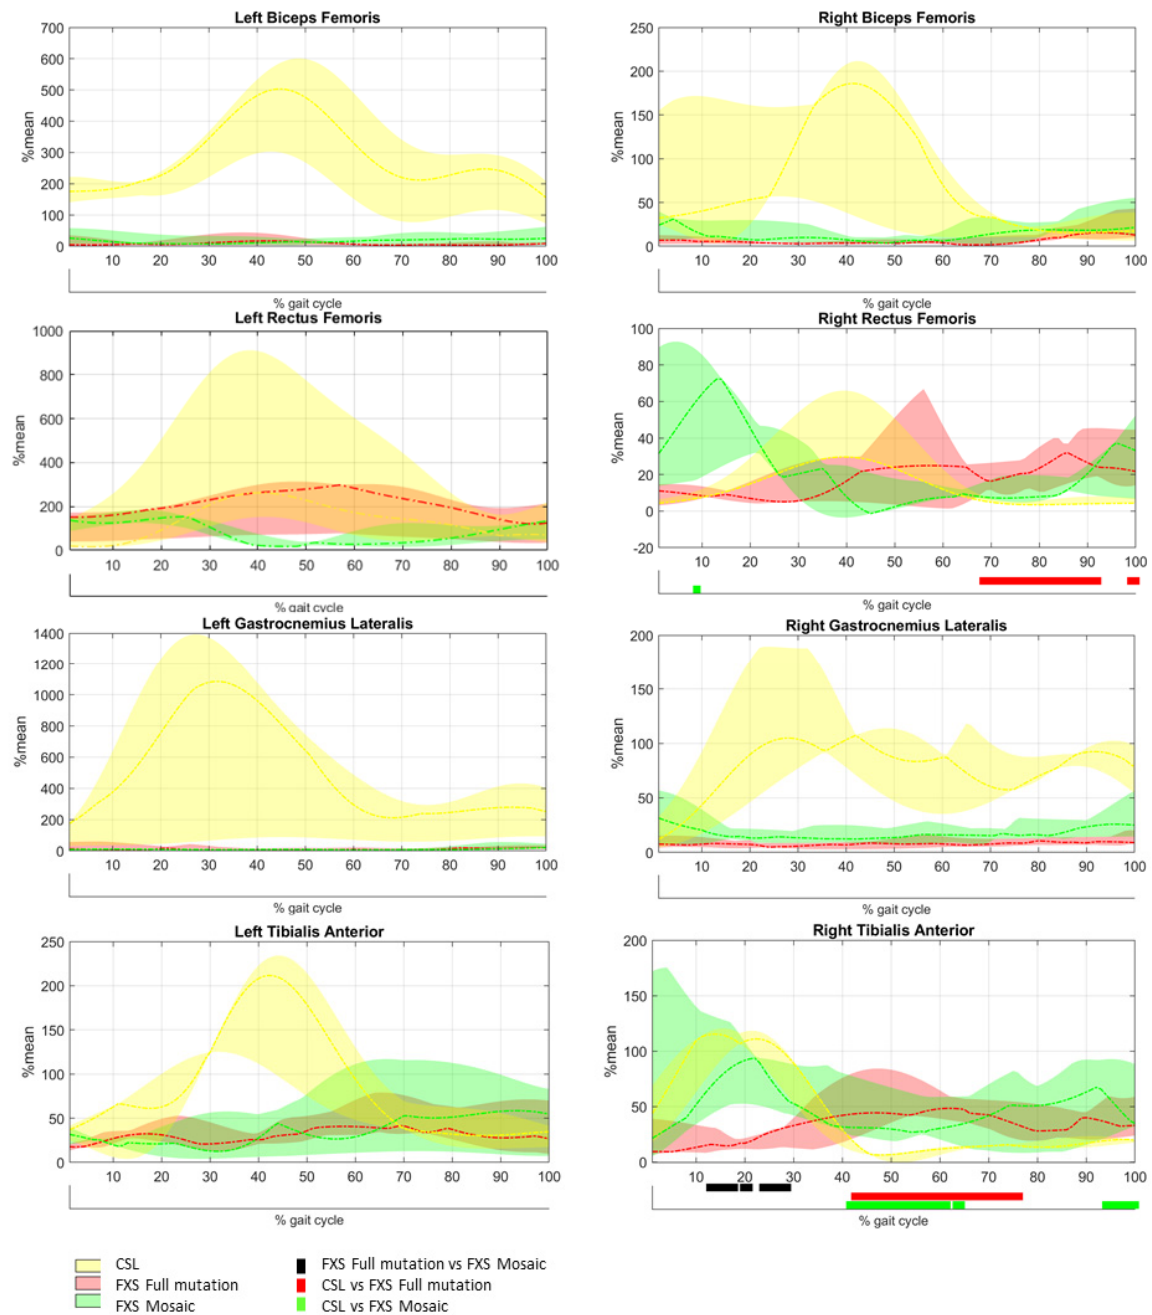 Left Biceps Femoris
700
600
500
400
300
200
100
0
%mean
10 20 30 40 50 60 70 80 90 100
% gait cycle
Right Biceps Femoris
250
200
150
100
50
0
%mean
10 20 30 40 50 60 70 80 90 100
% gait cycle
Left Rectus Femoris
1000
800
600
400
200
0
%mean
10 20 30 40 50 60 70 80 90 100
% gait cycle
Right Rectus Femoris
100
80
60
40
20
0
-20
%mean
10 20 30 40 50 60 70 80 90 100
% gait cycle
Left Gastrocnemius Lateralis
1400
1200
1000
800
600
400
200
0
%mean
10 20 30 40 50 60 70 80 90 100
% gait cycle
Right Gastrocnemius Lateralis
200
150
100
50
0
%mean
10 20 30 40 50 60 70 80 90 100
% gait cycle
Left Tibialis Anterior
250
200
150
100
50
0
%mean
10 20 30 40 50 60 70 80 90 100
% gait cycle
Right Tibialis Anterior
200
150
100
50
0
%mean
10 20 30 40 50 60 70 80 90 100
% gait cycle
CSL
FXS Full mutation
FXS Mosaic
FXS Full mutation vs FXS Mosaic
CSL vs FXS Full mutation
CSL vs FXS Mosaic